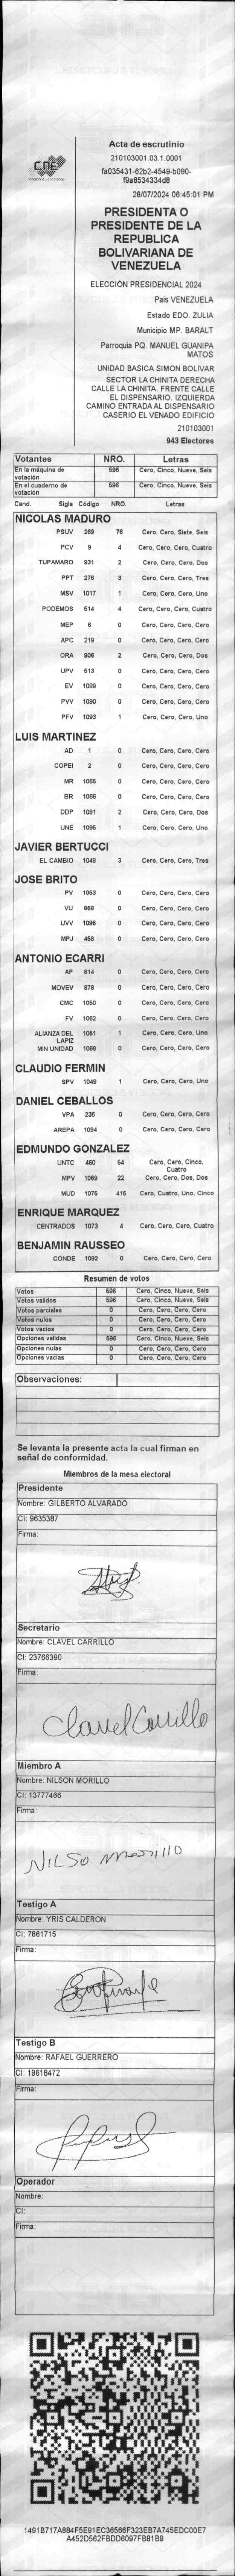 CNE
Acta de escrutinio
210103001.03.1.0001
fa035431-62b2-4549-b090-
f9a8534334d8
28/07/2024 06:45:01 PM
PRESIDENTA O
PRESIDENTE DE LA
REPUBLICA
BOLIVARIANA DE
VENEZUELA
ELECCIÓN PRESIDENCIAL 2024
País VENEZUELA
Estado EDO. ZULIA
Municipio MP. BARALT
Parroquia PQ. MANUEL GUANIPA
MATOS
UNIDAD BASICA SIMON BOLIVAR
SECTOR LA CHINITA DERECHA
CALLE LA CHINITA. FRENTE CALLE
EL DISPENSARIO. IZQUIERDA
CAMINO ENTRADA AL DISPENSARIO
CASERIO EL VENADO EDIFICIO
210103001
943 Electores
Votantes NRO. Letras
En la máquina de votación 596 Cero, Cinco, Nueve, Seis
En el cuaderno de votación 596 Cero, Cinco, Nueve, Seis
Cand. Sigla Código NRO. Letras
NICOLAS MADURO
PSUV 269 76 Cero, Cero, Siete, Seis
PCV 9 4 Cero, Cero, Cero, Cuatro
TUPAMARO 931 2 Cero, Cero, Cero, Dos
PPT 276 3 Cero, Cero, Cero, Tres
MSV 1017 1 Cero, Cero, Cero, Uno
PODEMOS 514 4 Cero, Cero, Cero, Cuatro
MEP 6 0 Cero, Cero, Cero, Cero
APC 219 0 Cero, Cero, Cero, Cero
ORA 906 2 Cero, Cero, Cero, Dos
UPV 513 0 Cero, Cero, Cero, Cero
EV 1089 0 Cero, Cero, Cero, Cero
PVV 1090 0 Cero, Cero, Cero, Cero
PFV 1093 1 Cero, Cero, Cero, Uno
LUIS MARTINEZ
AD 1 0 Cero, Cero, Cero, Cero
COPEI 2 0 Cero, Cero, Cero, Cero
MR 1065 0 Cero, Cero, Cero, Cero
BR 1066 0 Cero, Cero, Cero, Cero
DDP 1091 2 Cero, Cero, Cero, Dos
UNE 1095 1 Cero, Cero, Cero, Uno
JAVIER BERTUCCI
EL CAMBIO 1048 3 Cero, Cero, Cero, Tres
JOSE BRITO
PV 1053 0 Cero, Cero, Cero, Cero
VU 0 Cero, Cero, Cero, Cero
UVV 1096 0 Cero, Cero, Cero, Cero
MPJ 458 0 Cero, Cero, Cero, Cero
ANTONIO ECARRI
AP 814 0 Cero, Cero, Cero, Cero
MOVEV 878 0 Cero, Cero, Cero, Cero
CMC 1050 0 Cero, Cero, Cero, Cero
FV 1062 0 Cero, Cero, Cero, Cero
ALIANZA DEL LAPIZ 1051 1 Cero, Cero, Cero, Uno
MIN UNIDAD 1068 0 Cero, Cero, Cero, Cero
CLAUDIO FERMIN
SPV 1049 1 Cero, Cero, Cero, Uno
DANIEL CEBALLOS
VPA 236 0 Cero, Cero, Cero, Cero
AREPA 1094 0 Cero, Cero, Cero, Cero
EDMUNDO GONZALEZ
UNTC 460 54 Cero, Cero, Cinco, Cuatro
MPV 1069 22 Cero, Cero, Dos, Dos
MUD 1076 415 Cero, Cuatro, Uno, Cinco
ENRIQUE MARQUEZ
CENTRADOS 1073 4 Cero, Cero, Cero, Cuatro
BENJAMIN RAUSSEO
CONDE 1092 0 Cero, Cero, Cero, Cero
Resumen de votos
Votos 596 Cero, Cinco, Nueve, Seis
Votos validos 596 Cero, Cinco, Nueve, Seis
Votos parciales 0 Cero, Cero, Cero, Cero
Votos nulos 0 Cero, Cero, Cero, Cero
Votos vacios 0 Cero, Cero, Cero, Cero
Opciones validas 596 Cero, Cinco, Nueve, Seis
Opciones nulas 0 Cero, Cero, Cero, Cero
Opciones vacias 0 Cero, Cero, Cero, Cero
Observaciones:
Se levanta la presente acta la cual firman en
señal de conformidad.
Miembros de la mesa electoral
Presidente
Nombre: GILBERTO ALVARADO
CI: 9635387
Firma:
Secretario
Nombre: CLAVEL CARRILLO
CI: 23766390
Firma:
Clavel Carrillo
Miembro A
Nombre: NILSON MORILLO
CI: 13777466
Firma:
NILSO morillo
Testigo A
Nombre: YRIS CALDERON
CI: 7861715
Firma:
Testigo B
Nombre: RAFAEL GUERRERO
CI: 19618472
Firma:
Operador
Nombre:
CI:
Firma:
1491B717A884F5E91EC36566F323EB7A745EDC00E7
A452D562FBDD6097FB81B9